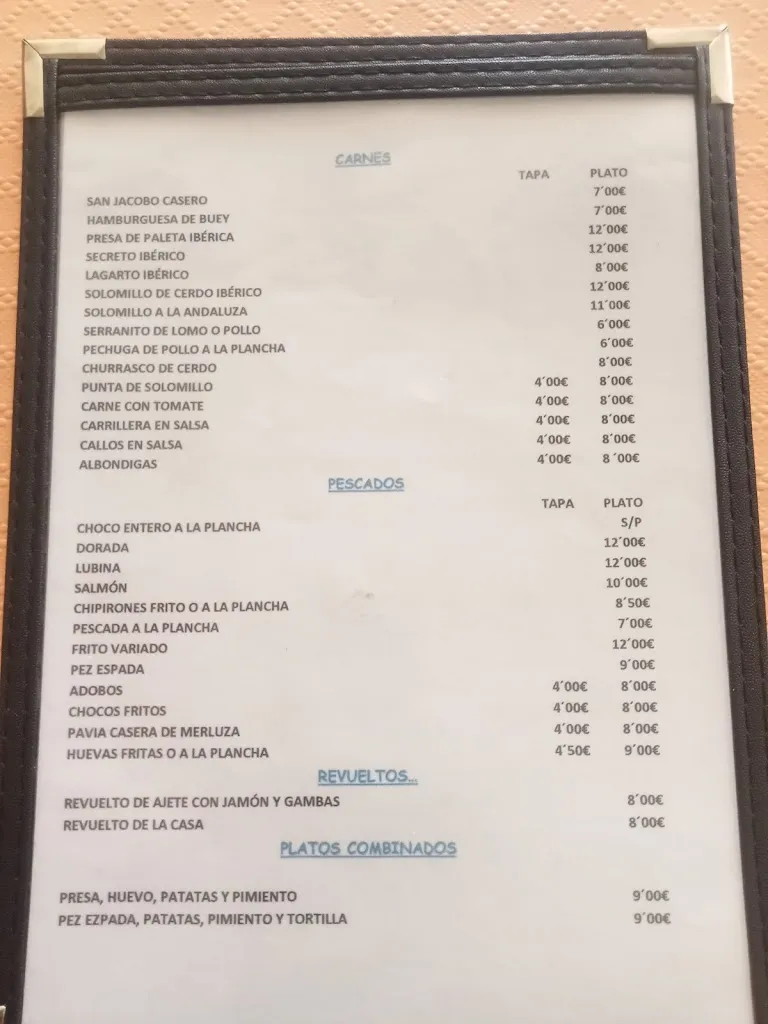 CARNES
TAPA PLATO
SAN JACOBO CASERO 7´00€
HAMBURGUESA DE BUEY 7´00€
PRESA DE PALETA IBÉRICA 12´00€
SECRETO IBÉRICO 12´00€
LAGARTO IBÉRICO 8´00€
SOLOMILLO DE CERDO IBÉRICO 12´00€
SOLOMILLO A LA ANDALUZA 11´00€
SERRANITO DE LOMO O POLLO 6´00€
PECHUGA DE POLLO A LA PLANCHA 6´00€
CHURRASCO DE CERDO 8´00€
PUNTA DE SOLOMILLO 4´00€ 8´00€
CARNE CON TOMATE 4´00€ 8´00€
CARRILLERA EN SALSA 4´00€ 8´00€
CALLOS EN SALSA 4´00€ 8´00€
ALBONDIGAS 4´00€ 8 ´00€
PESCADOS
TAPA PLATO
CHOCO ENTERO A LA PLANCHA S/P
DORADA 12´00€
LUBINA 12´00€
SALMÓN 10´00€
CHIPIRONES FRITO O A LA PLANCHA 8´50€
PESCADA A LA PLANCHA 7´00€
FRITO VARIADO 12´00€
PEZ ESPADA 9´00€
ADOBOS 4´00€ 8´00€
CHOCOS FRITOS 4´00€ 8´00€
PAVIA CASERA DE MERLUZA 4´00€ 8´00€
HUEVAS FRITAS O A LA PLANCHA 4´50€ 9´00€
REVUELTOS...
REVUELTO DE AJETE CON JAMÓN Y GAMBAS 8´00€
REVUELTO DE LA CASA 8´00€
PLATOS COMBINADOS
PRESA, HUEVO, PATATAS Y PIMIENTO 9´00€
PEZ EZPADA, PATATAS, PIMIENTO Y TORTILLA 9´00€